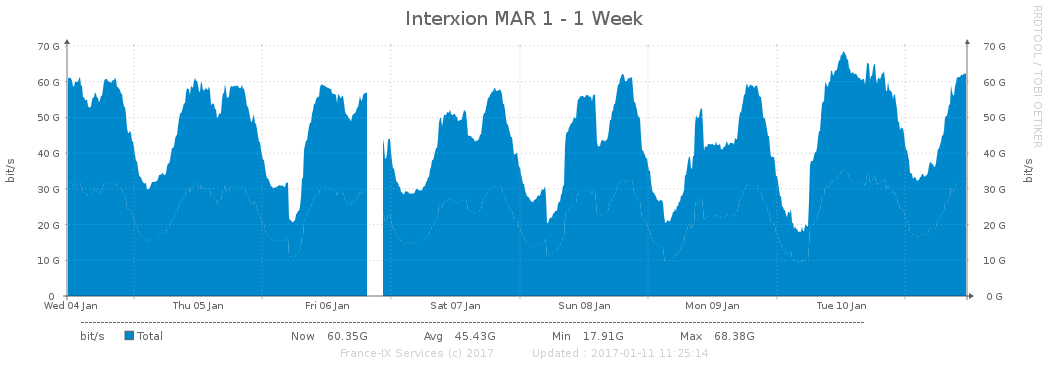 Interxion MAR 1 - 1 Week
RRDTOOL / TOBI OETIKER
70 G 70 G
60 G 60 G
50 G 50 G
40 G 40 G
30 G 30 G
20 G 20 G
10 G 10 G
0 0 G
bit/s bit/s
Wed 04 Jan Thu 05 Jan Fri 06 Jan Sat 07 Jan Sun 08 Jan Mon 09 Jan Tue 10 Jan
bit/s Total Now 60.35G Avg 45.43G Min 17.91G Max 68.38G
France-IX Services (c) 2017 Updated : 2017-01-11 11:25:14